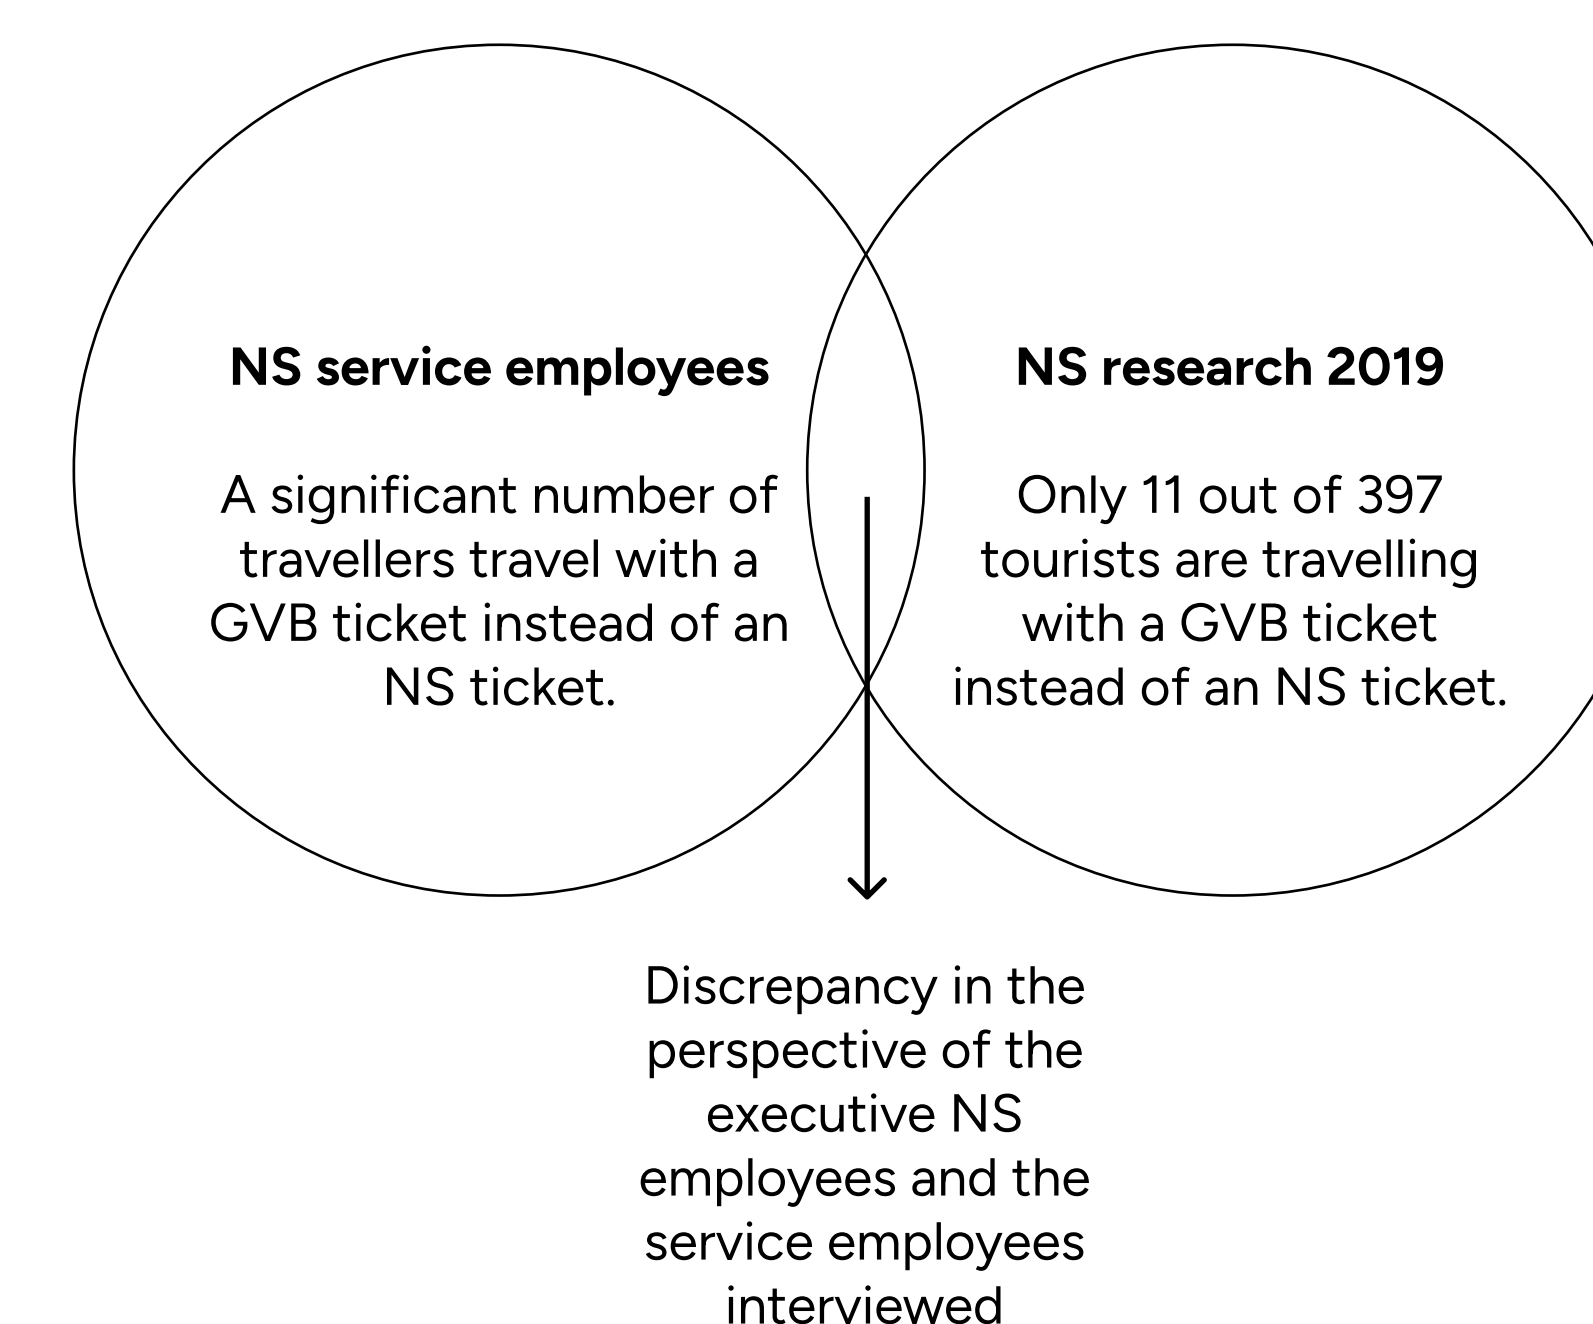 NS service employees
A significant number of
travellers travel with a
GVB ticket instead of an
NS ticket.
NS research 2019
Only 11 out of 397
tourists are travelling
with a GVB ticket
instead of an NS ticket.
Discrepancy in the
perspective of the
executive NS
employees and the
service employees
interviewed